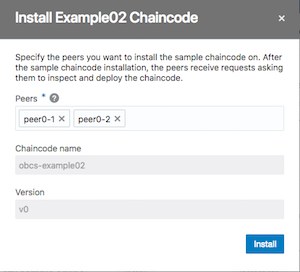 Install Example02 Chaincode ×
Specify the peers you want to install the sample chaincode on. After
the sample chaincode installation, the peers receive requests asking
them to inspect and deploy the chaincode.
Peers * ?
peer0-1 × peer0-2 ×
Chaincode name
obcs-example02
Version
v0
Install